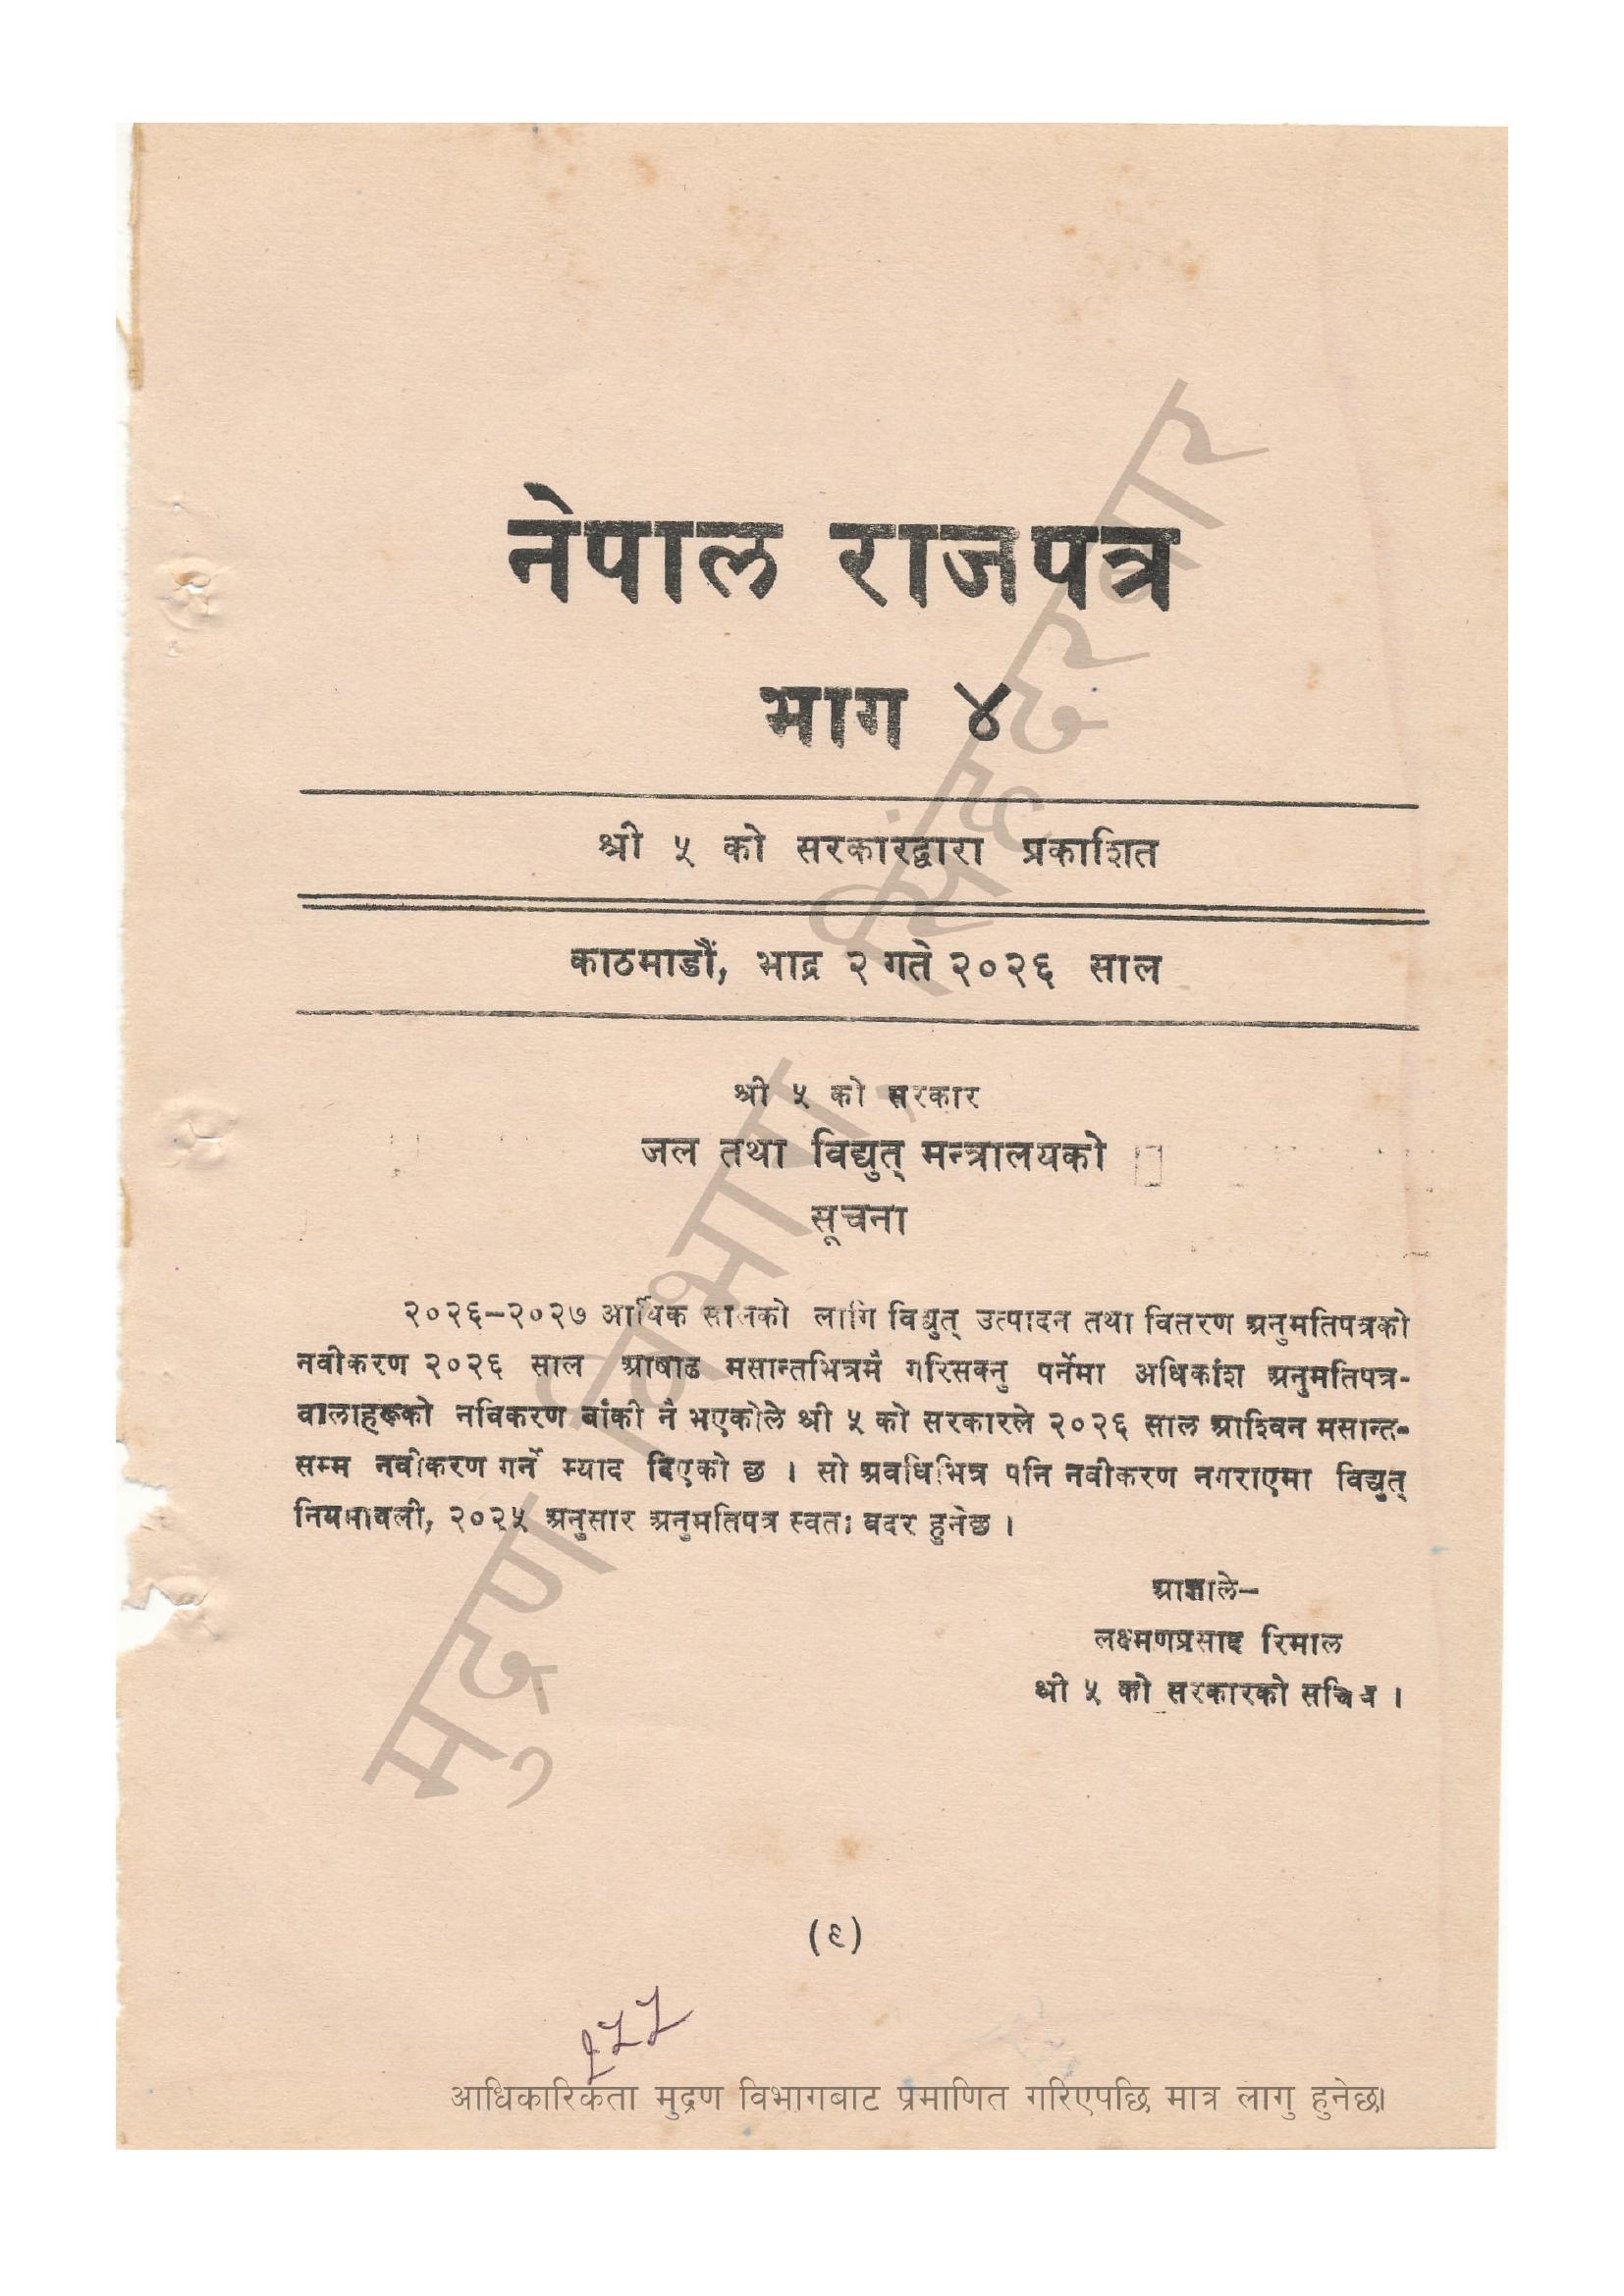 नेपाल राजपत्र
भाग ४
श्री ५ को सरकारद्वारा प्रकाशित
काठमाडौं, भाद्र २ गते २०२६ साल
श्री ५ को सरकार
जल तथा विद्युत् मन्त्रालयको
सूचना
२०२६–२०२७ आर्थिक सालको लागि विद्युत् उत्पादन तथा वितरण अनुमतिपत्रको
नवीकरण २०२६ साल आषाढ मसान्तभित्रमै गरिसक्नु पर्नेमा अधिकांश अनुमतिपत्र-
वालाहरूको नविकरण बांकी नै भएकोले श्री ५ को सरकारले २०२६ साल आश्विन मसान्त-
सम्म नवीकरण गर्ने म्याद दिएको छ । सो अवधिभित्र पनि नवीकरण नगराएमा विद्युत्
नियमावली, २०२५ अनुसार अनुमतिपत्र स्वतः बदर हुनेछ ।
आज्ञाले–
लक्ष्मणप्रसाद रिमाल
श्री ५ को सरकारको सचिव ।
(९)
मुद्रण विभाग, सिंहदरबार
आधिकारिकता मुद्रण विभागबाट प्रमाणित गरिएपछि मात्र लागु हुनेछ।